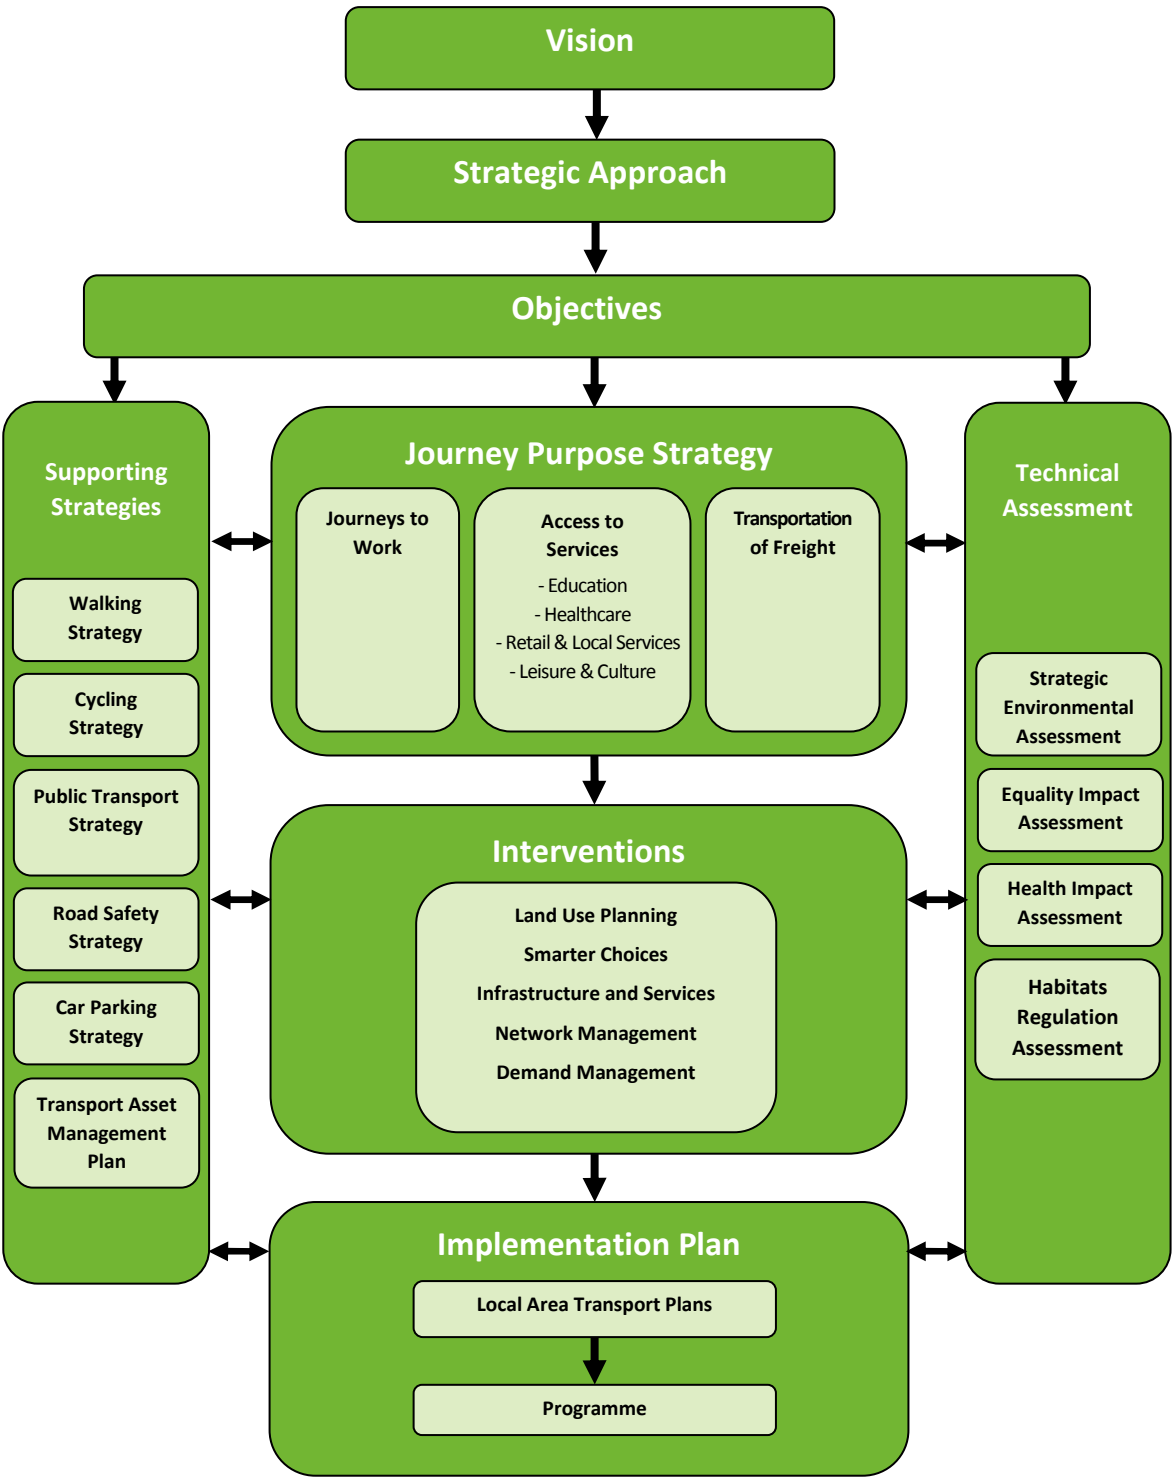 Vision
Strategic Approach
Objectives
Supporting
Strategies
Walking
Strategy
Cycling
Strategy
Public Transport
Strategy
Road Safety
Strategy
Car Parking
Strategy
Transport Asset
Management
Plan
Journey Purpose Strategy
Journeys to
Work
Access to
Services
- Education
- Healthcare
- Retail & Local Services
- Leisure & Culture
Transportation
of Freight
Interventions
Land Use Planning
Smarter Choices
Infrastructure and Services
Network Management
Demand Management
Implementation Plan
Local Area Transport Plans
Programme
Technical
Assessment
Strategic
Environmental
Assessment
Equality Impact
Assessment
Health Impact
Assessment
Habitats
Regulation
Assessment